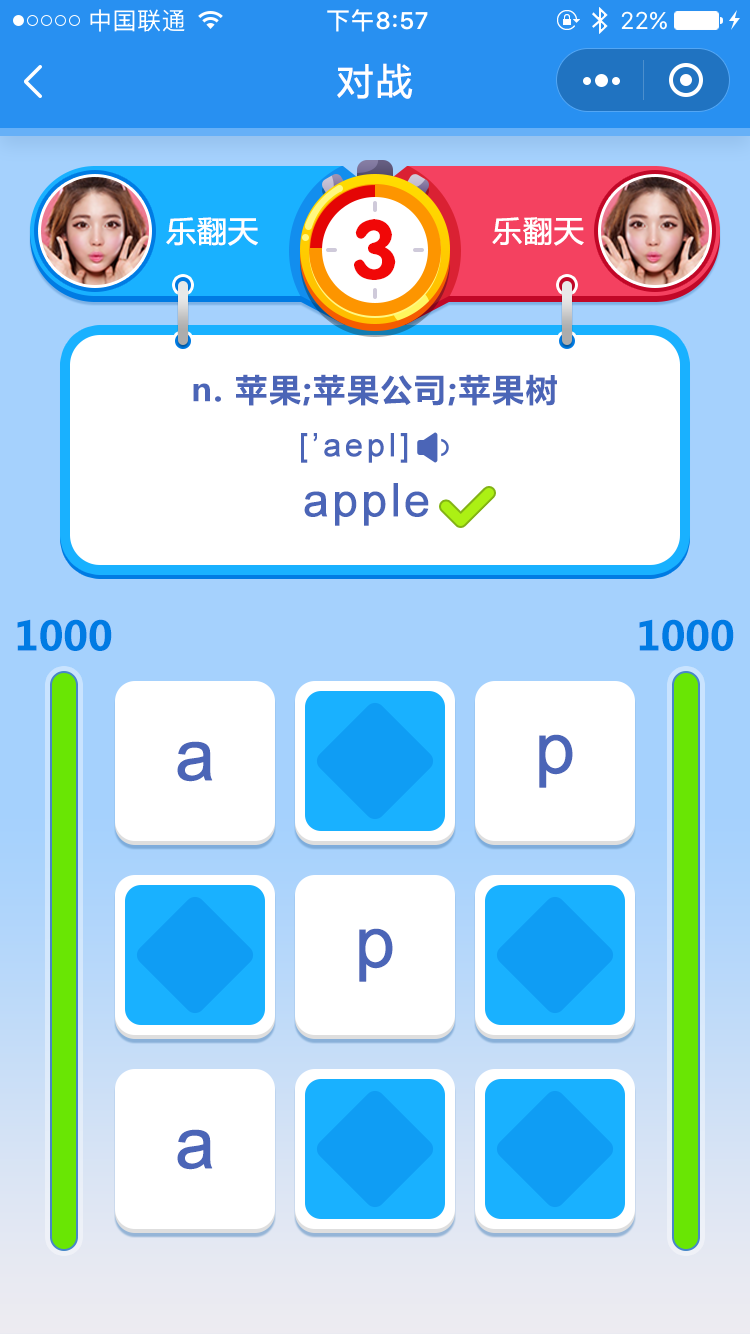 中国联通 下午8:57 22%
对战
乐翻天 3 乐翻天
n. 苹果;苹果公司;苹果树
[’aepl]
apple
1000 1000
a p
p
a